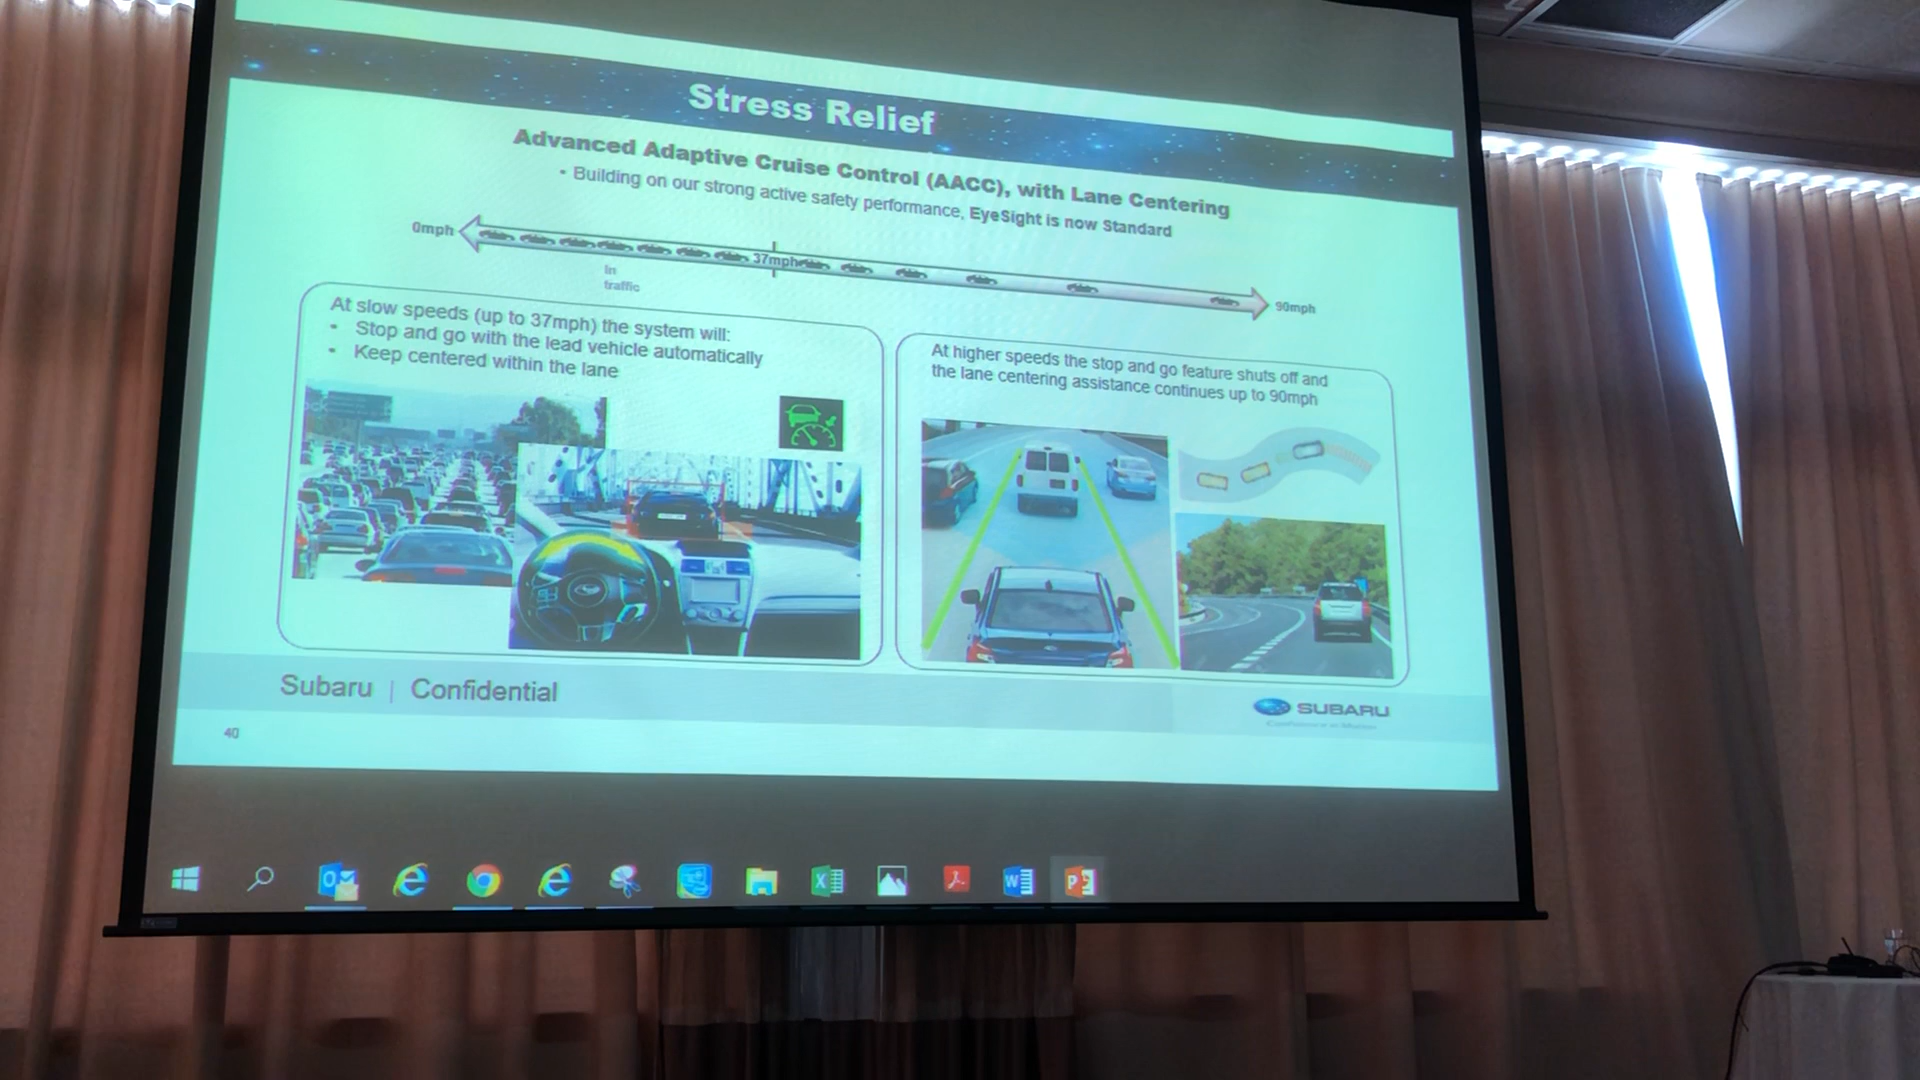 Stress Relief
Advanced Adaptive Cruise Control (AACC), with Lane Centering
• Building on our strong active safety performance, EyeSight is now Standard
0mph
37mph
90mph
In
traffic
At slow speeds (up to 37mph) the system will:
• Stop and go with the lead vehicle automatically
• Keep centered within the lane
At higher speeds the stop and go feature shuts off and
the lane centering assistance continues up to 90mph
Subaru | Confidential
SUBARU
Confidence in Motion
40